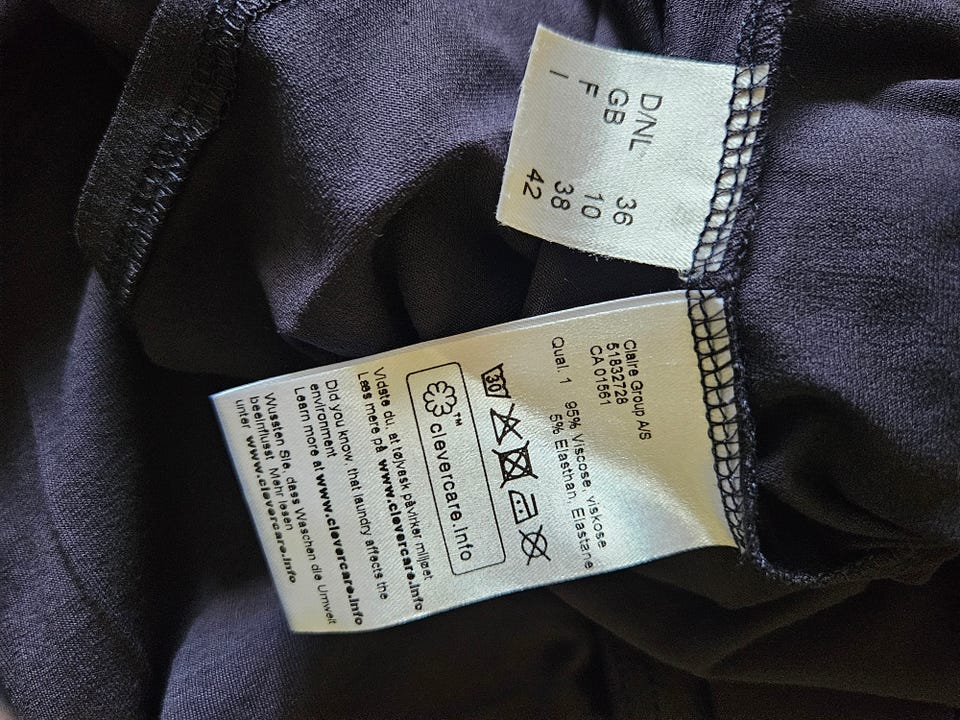 D/NL 36
GB 10
F 38
I 42
Claire Group A/S
51832728
CA 01561
Qual. 1 95% Viscose, viskose
5% Elasthan, Elastane
30
™ clevercare.info
Vidste du, at tøjvask påvirker miljøet
Læs mere på www.clevercare.info
Did you know, that laundry affects the
environment
Learn more at www.clevercare.info
Wussten Sie, dass Waschen die Umwelt
beeinflusst. Mehr lesen
unter www.clevercare.info